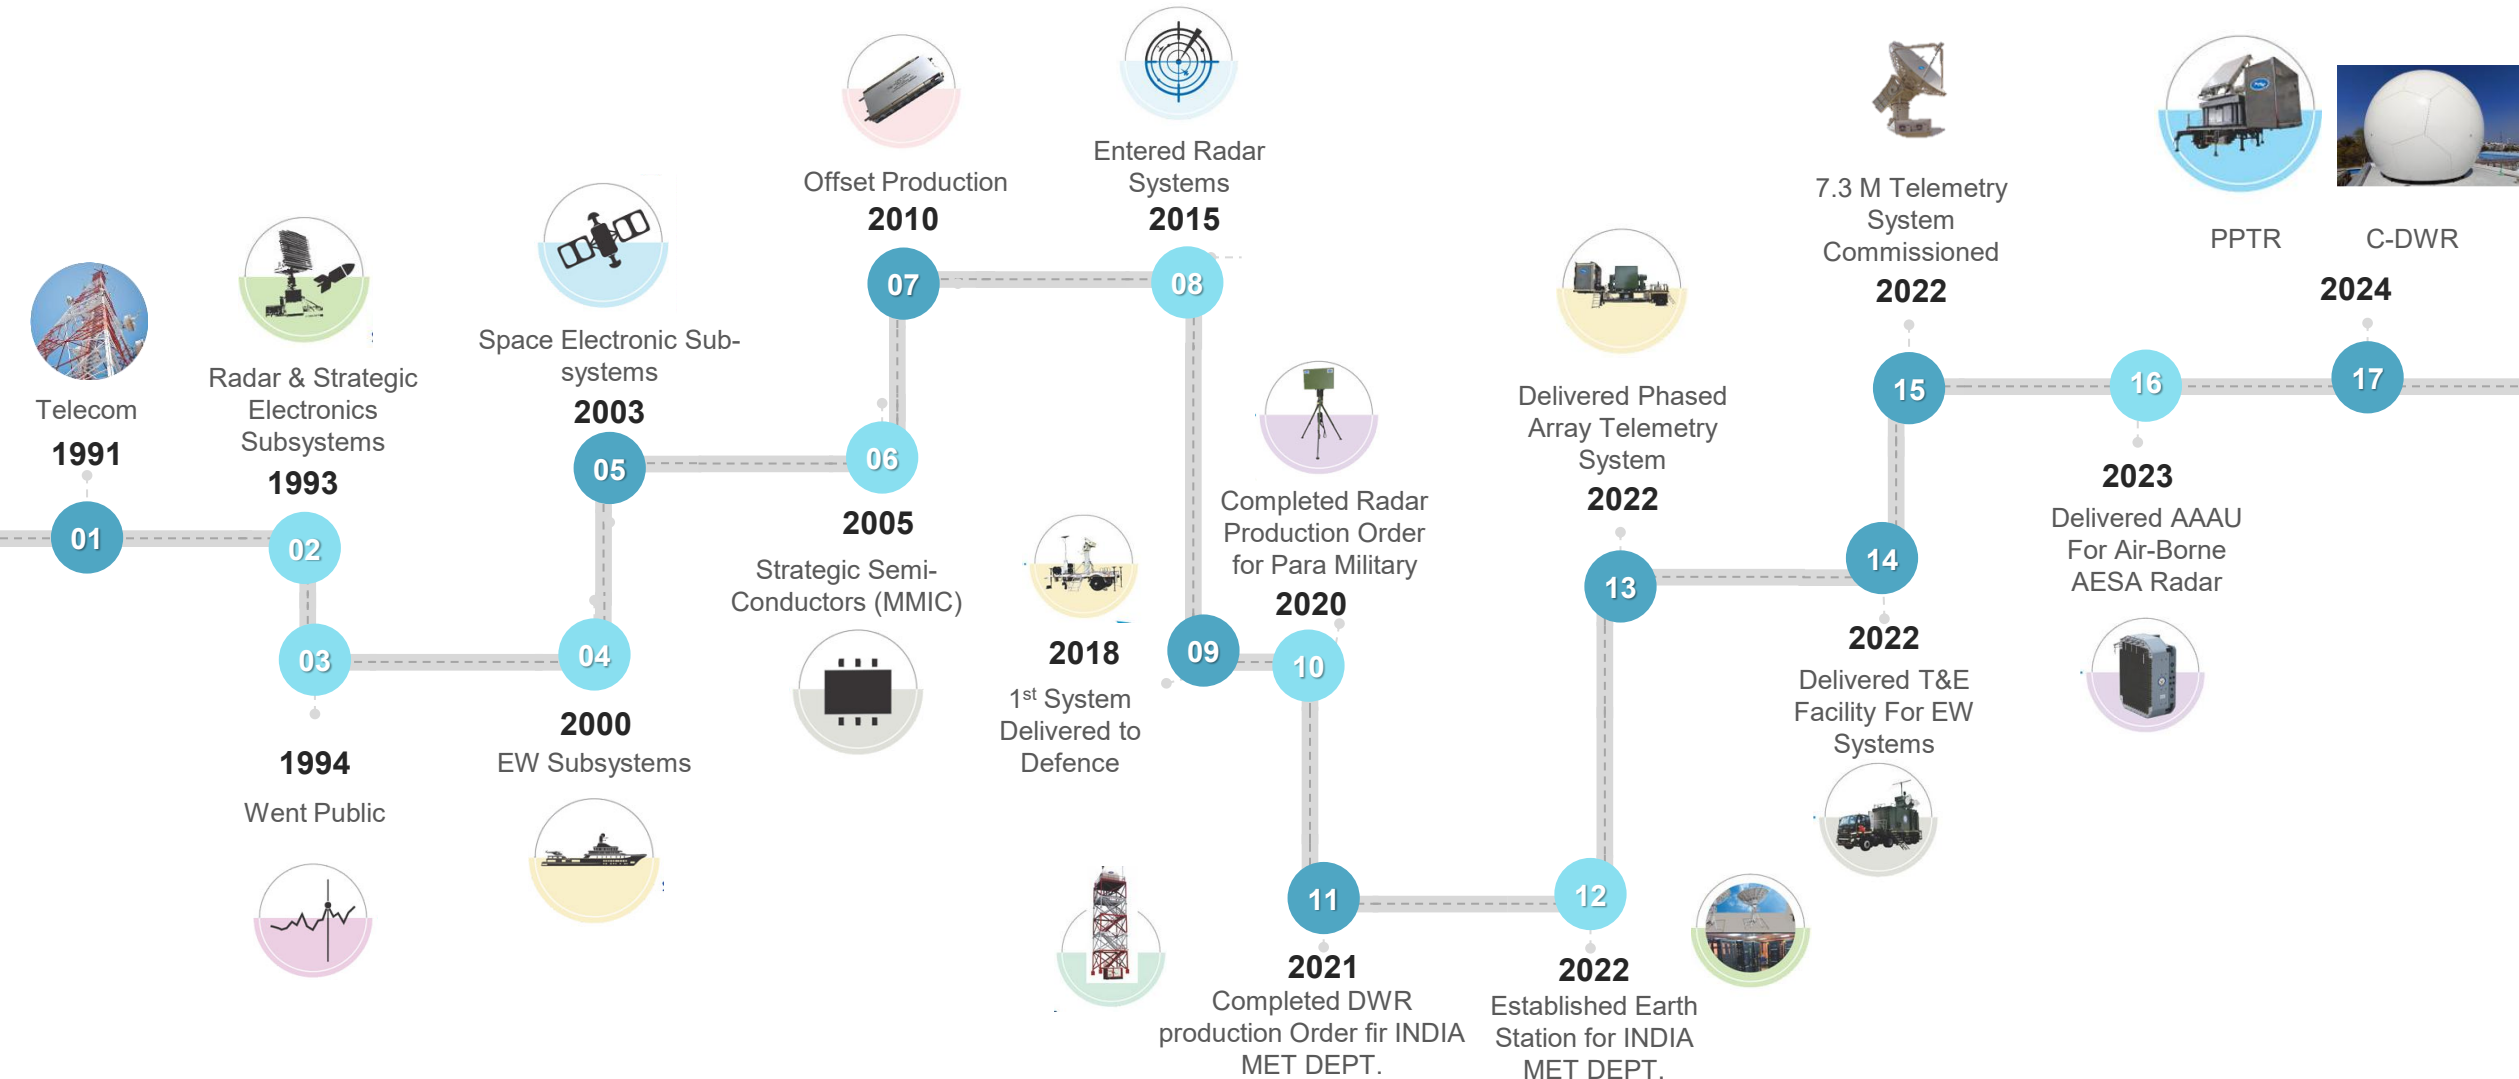 Telecom
1991
01
Radar & Strategic
Electronics
Subsystems
1993
02
03
1994
Went Public
04
2000
EW Subsystems
Space Electronic Sub-
systems
2003
05
06
2005
Strategic Semi-
Conductors (MMIC)
Offset Production
2010
07
Entered Radar
Systems
2015
08
09
2018
1st System
Delivered to
Defence
Completed Radar
Production Order
for Para Military
2020
10
11
2021
Completed DWR
production Order fir INDIA
MET DEPT.
12
2022
Established Earth
Station for INDIA
MET DEPT.
Delivered Phased
Array Telemetry
System
2022
13
14
2022
Delivered T&E
Facility For EW
Systems
7.3 M Telemetry
System
Commissioned
2022
15
16
2023
Delivered AAAU
For Air-Borne
AESA Radar
PPTR
C-DWR
2024
17